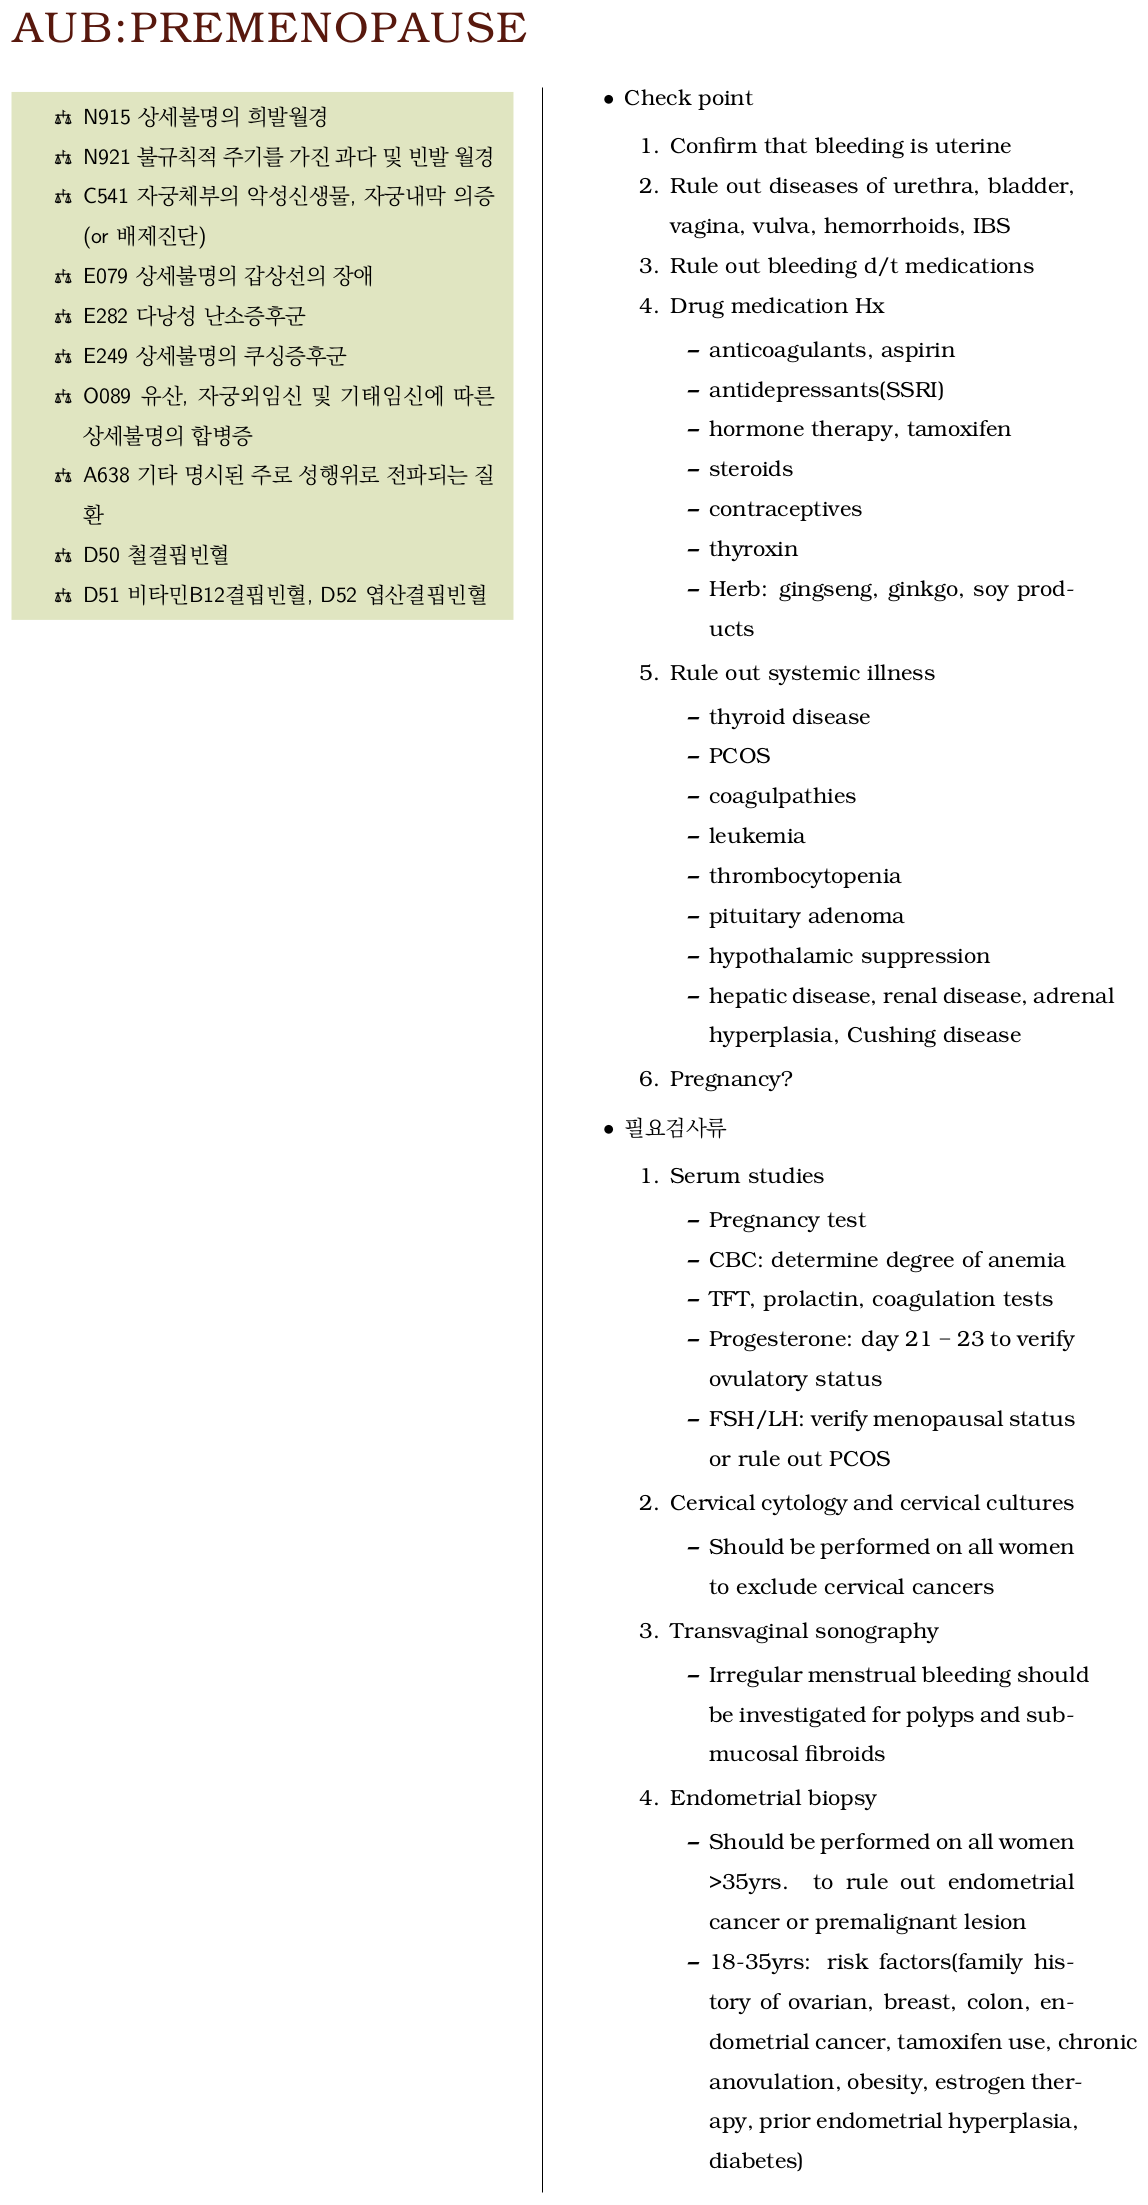 AUB:PREMENOPAUSE
N915 상세불명의 희발월경
N921 불규칙적 주기를 가진 과다 및 빈발 월경
C541 자궁체부의 악성신생물, 자궁내막 의증
(or 배제진단)
E079 상세불명의 갑상선의 장애
E282 다낭성 난소증후군
E249 상세불명의 쿠싱증후군
O089 유산, 자궁외임신 및 기태임신에 따른
상세불명의 합병증
A638 기타 명시된 주로 성행위로 전파되는 질
환
D50 철결핍빈혈
D51 비타민B12결핍빈혈, D52 엽산결핍빈혈
• Check point
1. Confirm that bleeding is uterine
2. Rule out diseases of urethra, bladder,
vagina, vulva, hemorrhoids, IBS
3. Rule out bleeding d/t medications
4. Drug medication Hx
– anticoagulants, aspirin
– antidepressants(SSRI)
– hormone therapy, tamoxifen
– steroids
– contraceptives
– thyroxin
– Herb: gingseng, ginkgo, soy prod-
ucts
5. Rule out systemic illness
– thyroid disease
– PCOS
– coagulpathies
– leukemia
– thrombocytopenia
– pituitary adenoma
– hypothalamic suppression
– hepatic disease, renal disease, adrenal
hyperplasia, Cushing disease
6. Pregnancy?
• 필요검사류
1. Serum studies
– Pregnancy test
– CBC: determine degree of anemia
– TFT, prolactin, coagulation tests
– Progesterone: day 21 – 23 to verify
ovulatory status
– FSH/LH: verify menopausal status
or rule out PCOS
2. Cervical cytology and cervical cultures
– Should be performed on all women
to exclude cervical cancers
3. Transvaginal sonography
– Irregular menstrual bleeding should
be investigated for polyps and sub-
mucosal fibroids
4. Endometrial biopsy
– Should be performed on all women
>35yrs. to rule out endometrial
cancer or premalignant lesion
– 18-35yrs: risk factors(family his-
tory of ovarian, breast, colon, en-
dometrial cancer, tamoxifen use, chronic
anovulation, obesity, estrogen ther-
apy, prior endometrial hyperplasia,
diabetes)